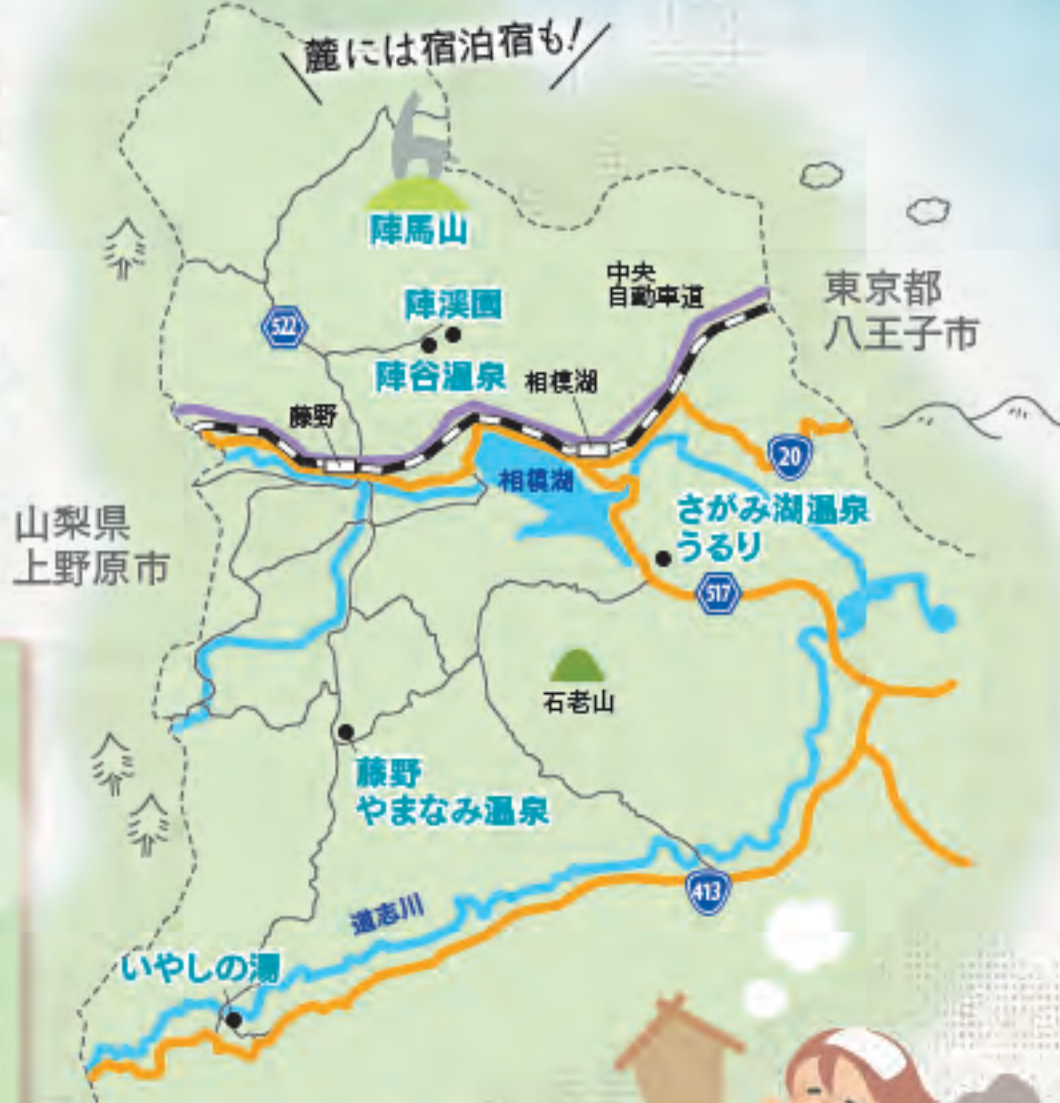 麓には宿泊宿も!
陣馬山
中央
自動車道
東京都
八王子市
陣渓園
522
陣谷温泉
相模湖
藤野
20
相模湖
さがみ湖温泉
うるり
山梨県
上野原市
517
石老山
藤野
やまなみ温泉
413
道志川
いやしの湯